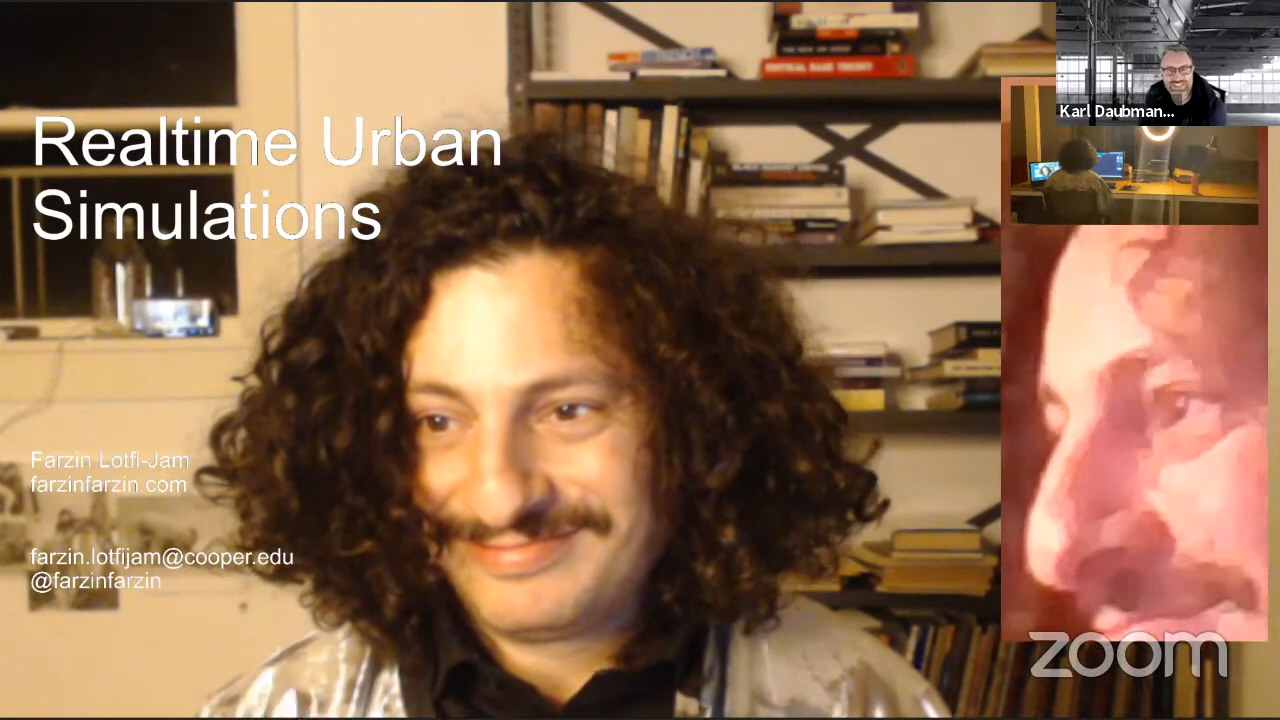 Realtime Urban
Simulations
Farzin Lotfi-Jam
farzinfarzin.com
farzin.lotfijam@cooper.edu
@farzinfarzin
CRITICAL RACE THEORY
Karl Daubman...
zoom